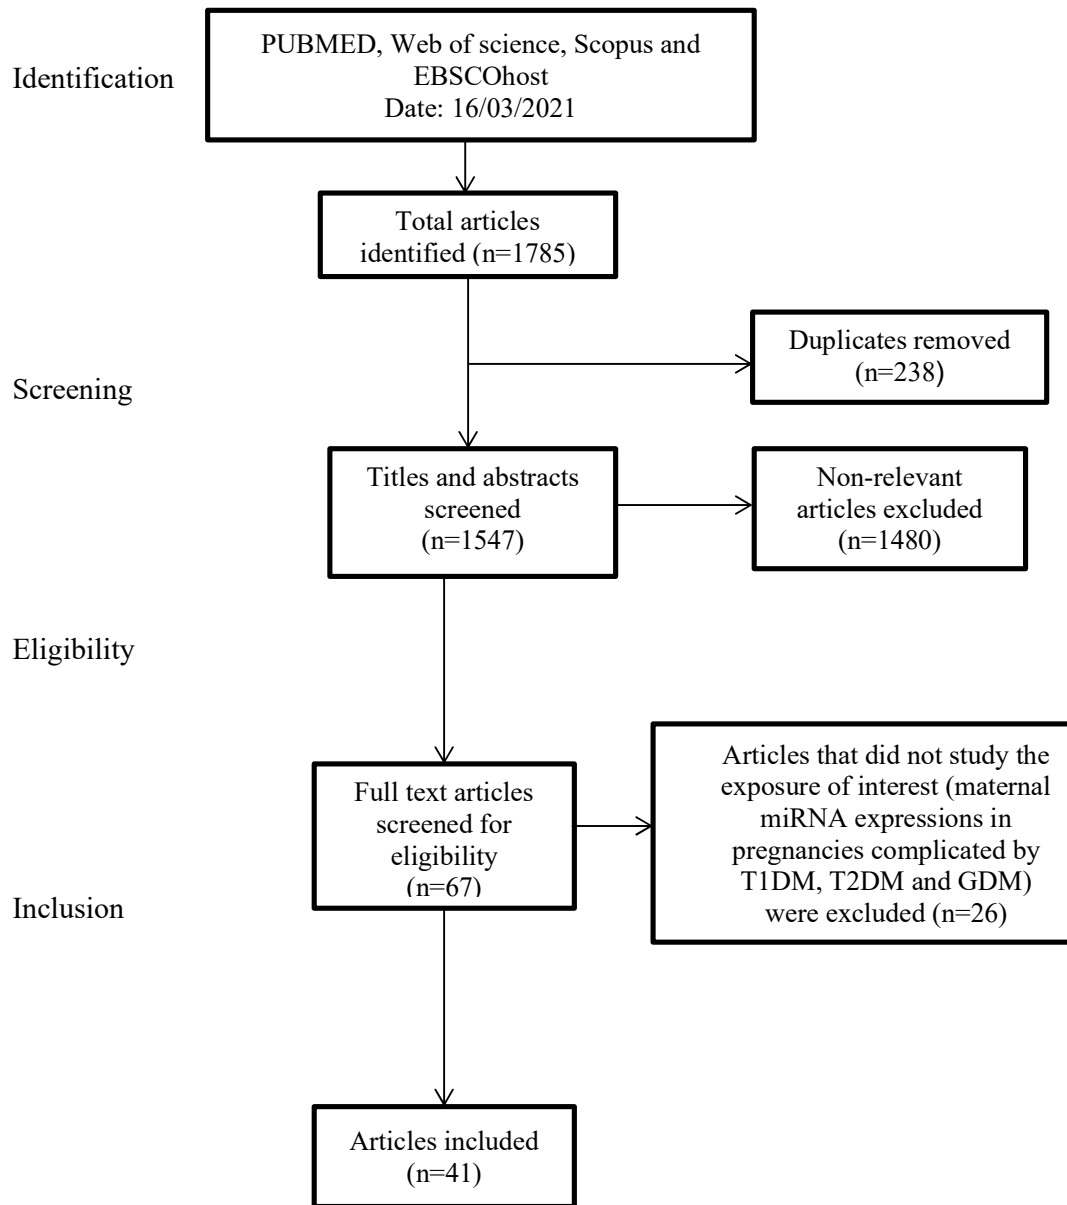 Identification
PUBMED, Web of science, Scopus and
EBSCOhost
Date: 16/03/2021
Total articles
identified (n=1785)
Duplicates removed
(n=238)
Screening
Titles and abstracts
screened
(n=1547)
Non-relevant
articles excluded
(n=1480)
Eligibility
Full text articles
screened for
eligibility
(n=67)
Articles that did not study the
exposure of interest (maternal
miRNA expressions in
pregnancies complicated by
T1DM, T2DM and GDM)
were excluded (n=26)
Inclusion
Articles included
(n=41)